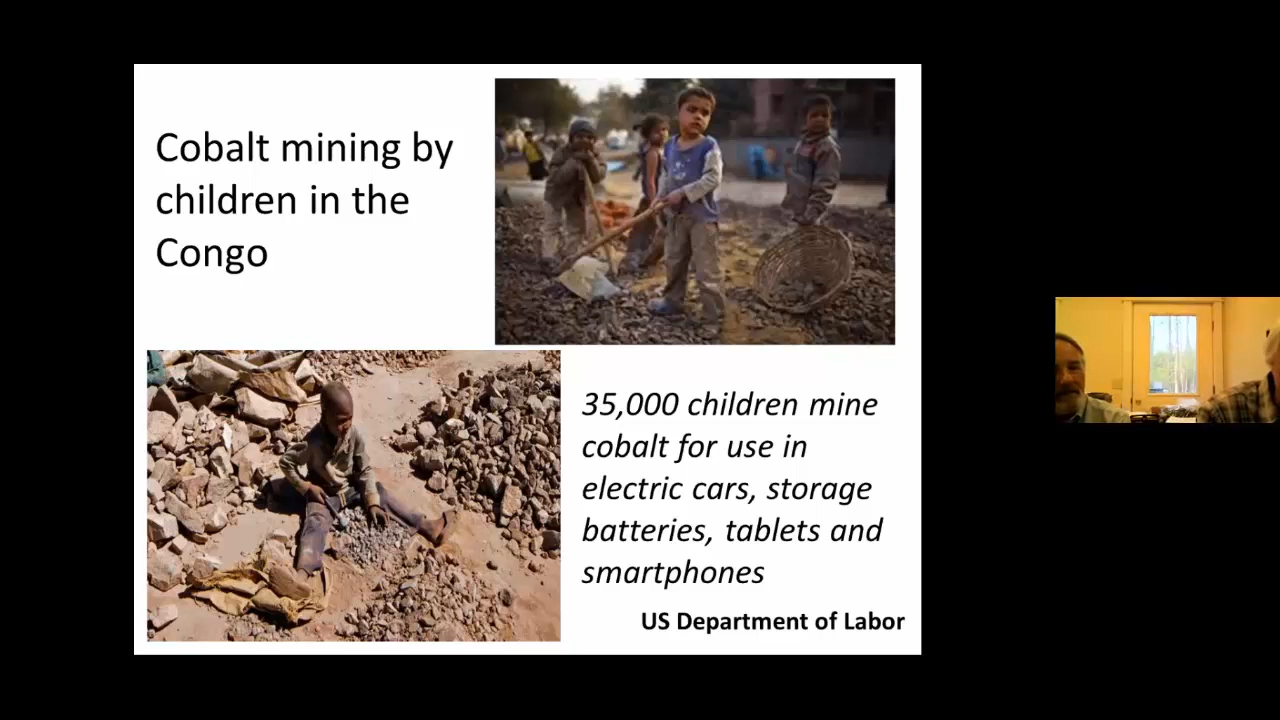 Cobalt mining by
children in the
Congo
35,000 children mine
cobalt for use in
electric cars, storage
batteries, tablets and
smartphones
US Department of Labor